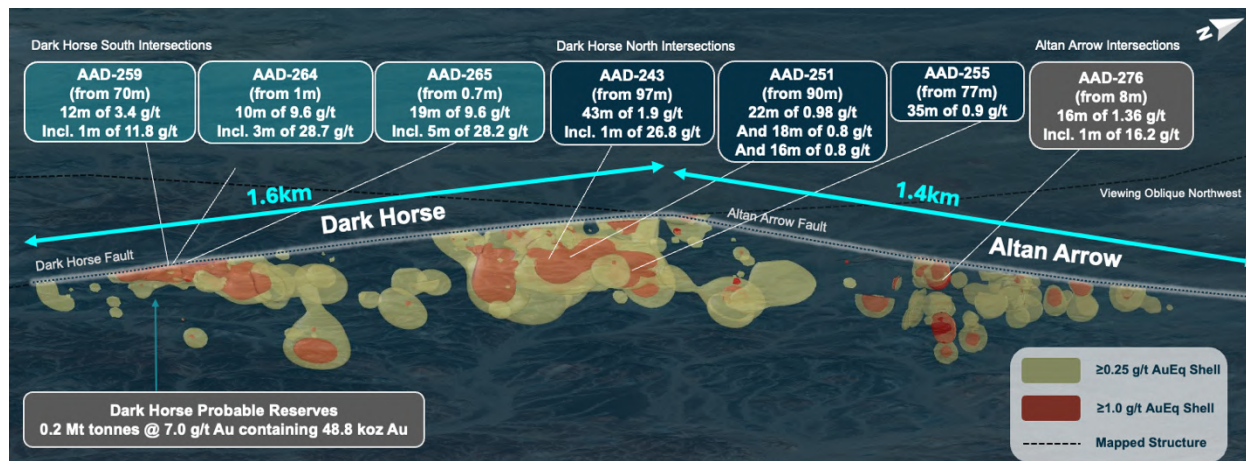 Dark Horse South Intersections
Dark Horse North Intersections
Altan Arrow Intersections
N
AAD-259
(from 70m)
12m of 3.4 g/t
Incl. 1m of 11.8 g/t
AAD-264
(from 1m)
10m of 9.6 g/t
Incl. 3m of 28.7 g/t
AAD-265
(from 0.7m)
19m of 9.6 g/t
Incl. 5m of 28.2 g/t
AAD-243
(from 97m)
43m of 1.9 g/t
Incl. 1m of 26.8 g/t
AAD-251
(from 90m)
22m of 0.98 g/t
And 18m of 0.8 g/t
And 16m of 0.8 g/t
AAD-255
(from 77m)
35m of 0.9 g/t
AAD-276
(from 8m)
16m of 1.36 g/t
Incl. 1m of 16.2 g/t
1.6km
1.4km
Viewing Oblique Northwest
Dark Horse
Altan Arrow Fault
Altan Arrow
Dark Horse Fault
Dark Horse Probable Reserves
0.2 Mt tonnes @ 7.0 g/t Au containing 48.8 koz Au
≥0.25 g/t AuEq Shell
≥1.0 g/t AuEq Shell
Mapped Structure